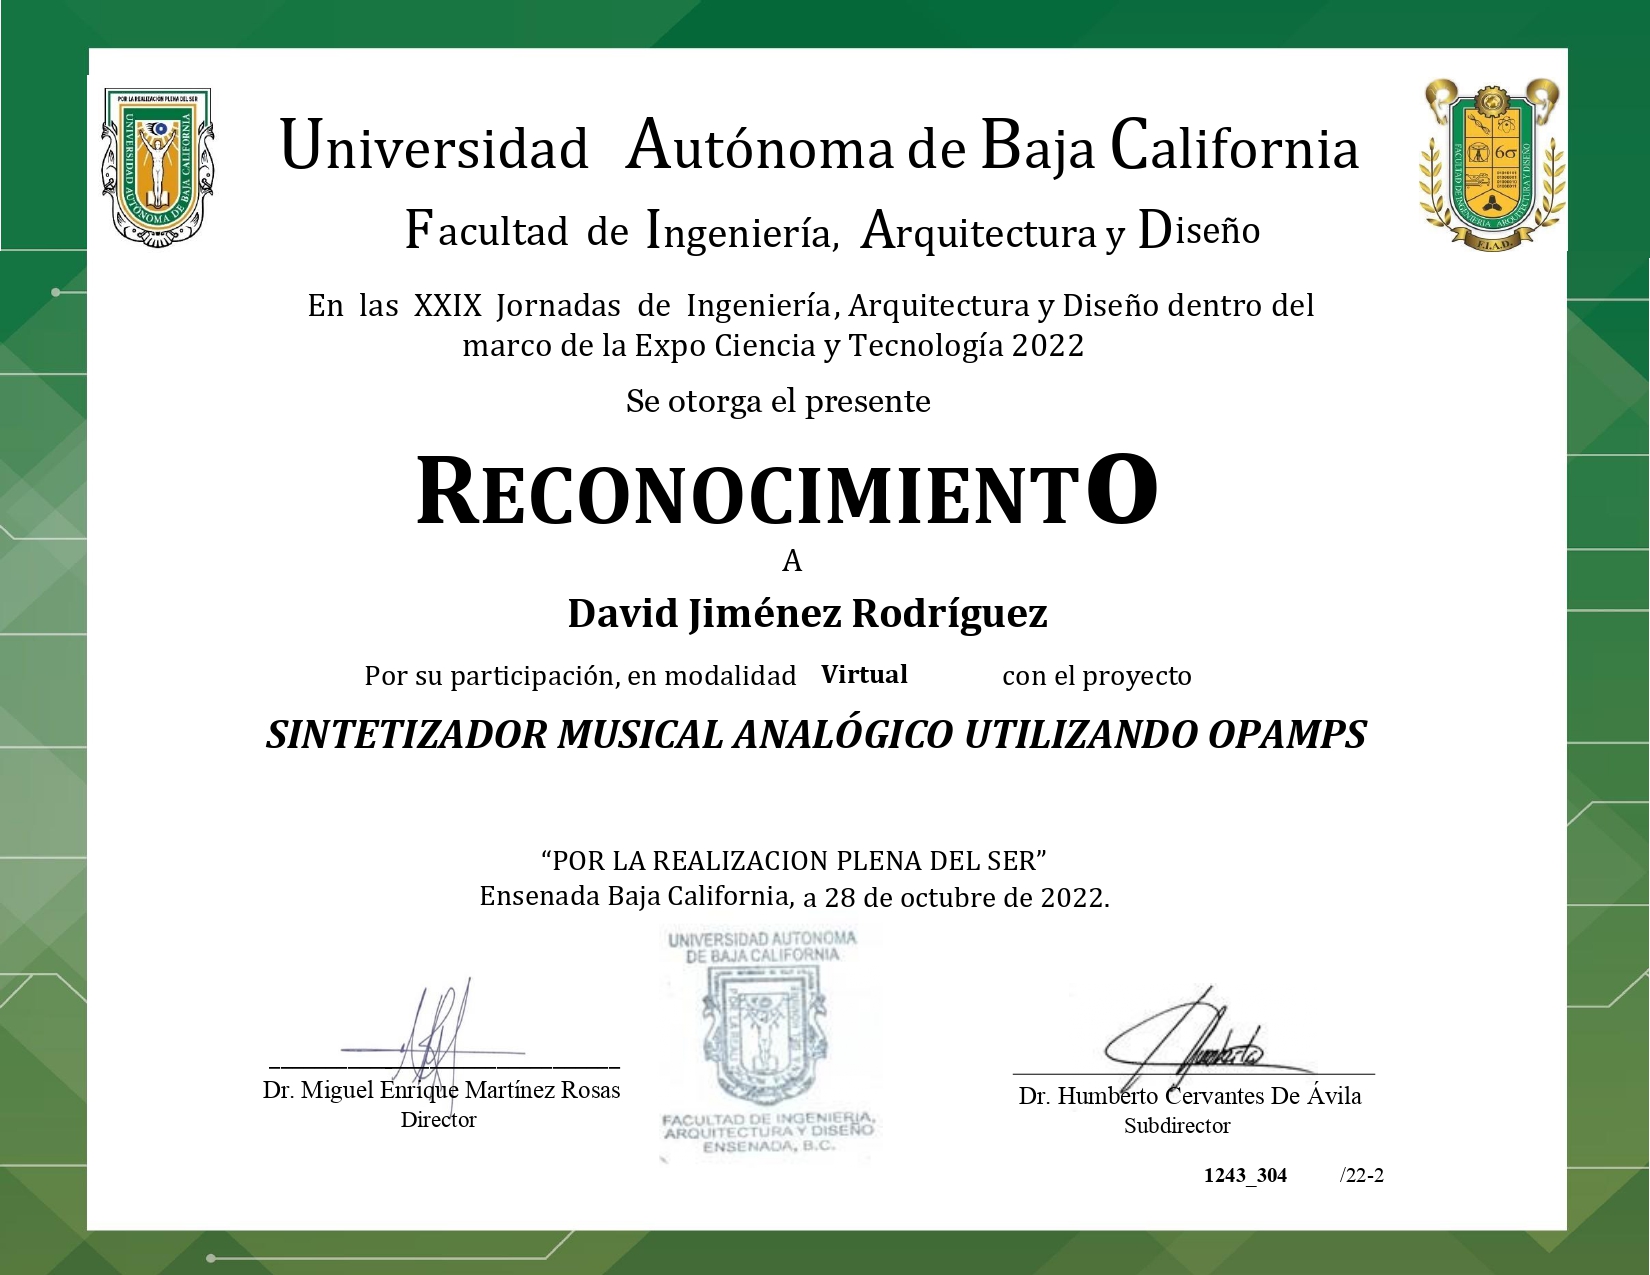 POR LA REALIZACION PLENA DEL SER
UNIVERSIDAD AUTONOMA DE BAJA CALIFORNIA
FACULTAD DE INGENIERIA ARQUITECTURA Y DISEÑO
6σ
F.I.A.D.
Universidad Autónoma de Baja California
Facultad de Ingeniería, Arquitectura y Diseño
En las XXIX Jornadas de Ingeniería, Arquitectura y Diseño dentro del
marco de la Expo Ciencia y Tecnología 2022
Se otorga el presente
RECONOCIMIENTO
A
David Jiménez Rodríguez
Por su participación, en modalidad Virtual con el proyecto
SINTETIZADOR MUSICAL ANALÓGICO UTILIZANDO OPAMPS
“POR LA REALIZACION PLENA DEL SER”
Ensenada Baja California, a 28 de octubre de 2022.
UNIVERSIDAD AUTONOMA
DE BAJA CALIFORNIA
FACULTAD DE INGENIERIA,
ARQUITECTURA Y DISEÑO
ENSENADA, B.C.
Dr. Miguel Enrique Martínez Rosas
Director
Humberto
Dr. Humberto Cervantes De Ávila
Subdirector
1243_304 /22-2